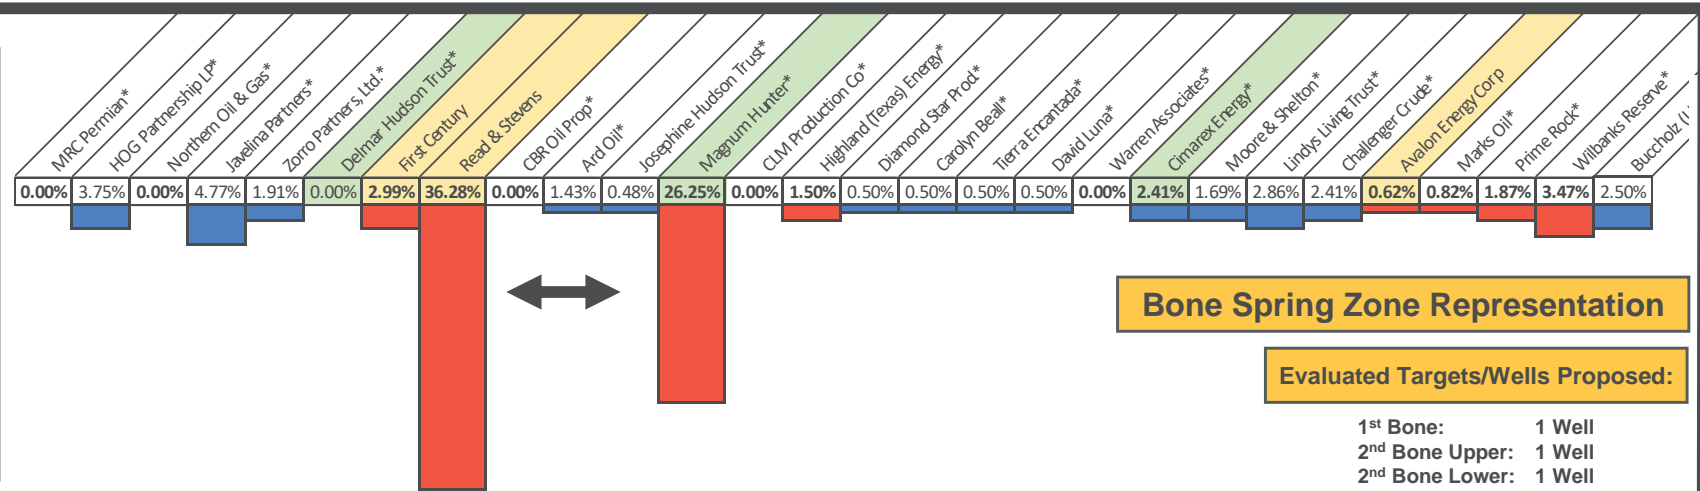 MRC Permian*
HOG Partnership LP*
Northern Oil & Gas*
Javelina Partners*
Zorro Partners, Ltd.*
Delmar Hudson Trust*
First Century
Read & Stevens
CBR Oil Prop*
Ard Oil*
Josephine Hudson Trust*
Magnum Hunter*
CLM Production Co*
Highland (Texas) Energy*
Diamond Star Prod*
Carolyn Beall*
Tierra Encantada*
David Luna*
Warren Associates*
Cimarex Energy*
Moore & Shelton*
Lindys Living Trust*
Challenger Crude*
Avalon Energy Corp
Marks Oil*
Prime Rock*
Wilbanks Reserve*
Buccholz
0.00% 3.75% 0.00% 4.77% 1.91% 0.00% 2.99% 36.28% 0.00% 1.43% 0.48% 26.25% 0.00% 1.50% 0.50% 0.50% 0.50% 0.50% 0.00% 2.41% 1.69% 2.86% 2.41% 0.62% 0.82% 1.87% 3.47% 2.50%
Bone Spring Zone Representation
Evaluated Targets/Wells Proposed:
1st Bone: 1 Well
2nd Bone Upper: 1 Well
2nd Bone Lower: 1 Well